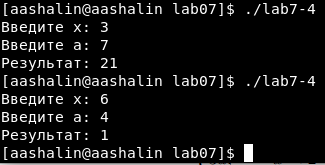 [aashalin@aashalin lab07]$ ./lab7-4
Введите x: 3
Введите a: 7
Результат: 21
[aashalin@aashalin lab07]$ ./lab7-4
Введите x: 6
Введите a: 4
Результат: 1
[aashalin@aashalin lab07]$